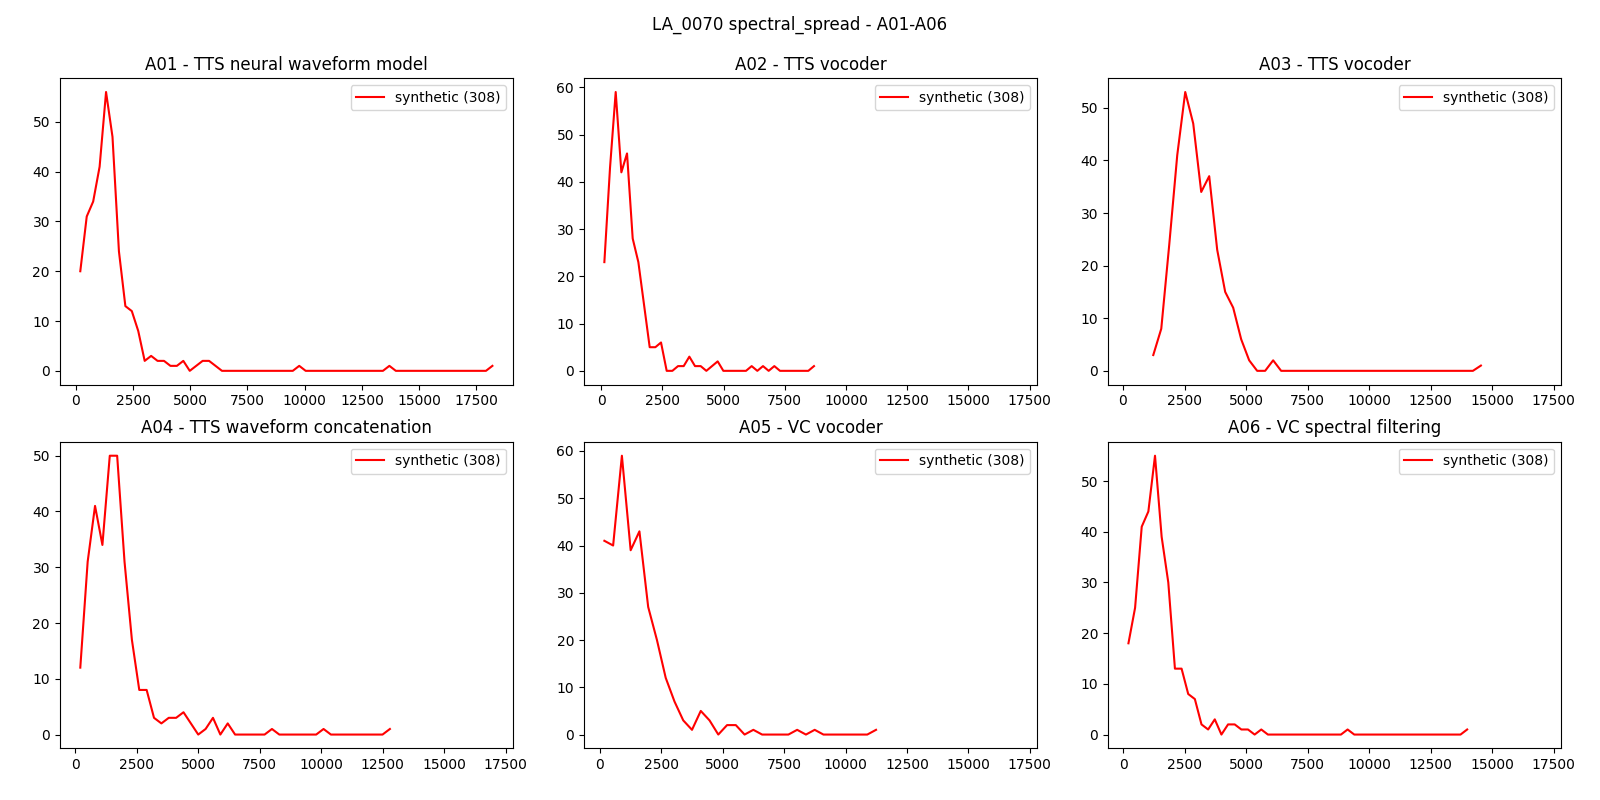 LA_0070 spectral_spread - A01-A06
A01 - TTS neural waveform model
synthetic (308)
50
40
30
20
10
0
0 2500 5000 7500 10000 12500 15000 17500
A02 - TTS vocoder
synthetic (308)
60
50
40
30
20
10
0
0 2500 5000 7500 10000 12500 15000 17500
A03 - TTS vocoder
synthetic (308)
50
40
30
20
10
0
0 2500 5000 7500 10000 12500 15000 17500
A04 - TTS waveform concatenation
synthetic (308)
50
40
30
20
10
0
0 2500 5000 7500 10000 12500 15000 17500
A05 - VC vocoder
synthetic (308)
60
50
40
30
20
10
0
0 2500 5000 7500 10000 12500 15000 17500
A06 - VC spectral filtering
synthetic (308)
50
40
30
20
10
0
0 2500 5000 7500 10000 12500 15000 17500